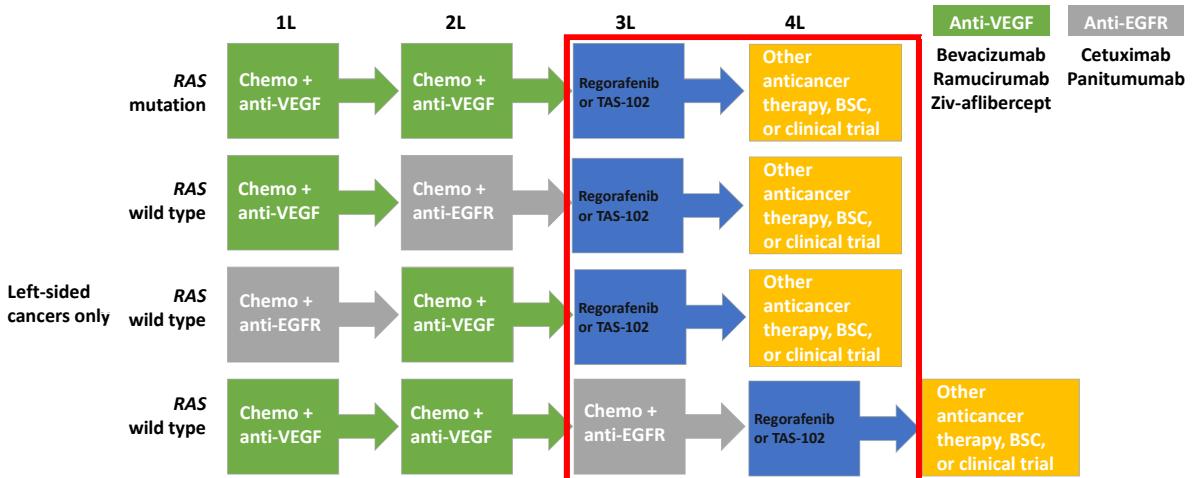 1L 2L 3L 4L Anti-VEGF Anti-EGFR
Bevacizumab
Ramucirumab
Ziv-aflibercept
Cetuximab
Panitumumab
RAS
mutation
Chemo +
anti-VEGF
Chemo +
anti-VEGF
Regorafenib
or TAS-102
Other
anticancer
therapy, BSC,
or clinical trial
RAS
wild type
Chemo +
anti-VEGF
Chemo +
anti-EGFR
Regorafenib
or TAS-102
Other
anticancer
therapy, BSC,
or clinical trial
Left-sided
cancers only
RAS
wild type
Chemo +
anti-EGFR
Chemo +
anti-VEGF
Regorafenib
or TAS-102
Other
anticancer
therapy, BSC,
or clinical trial
RAS
wild type
Chemo +
anti-VEGF
Chemo +
anti-VEGF
Chemo +
anti-EGFR
Regorafenib
or TAS-102
Other
anticancer
therapy, BSC,
or clinical trial